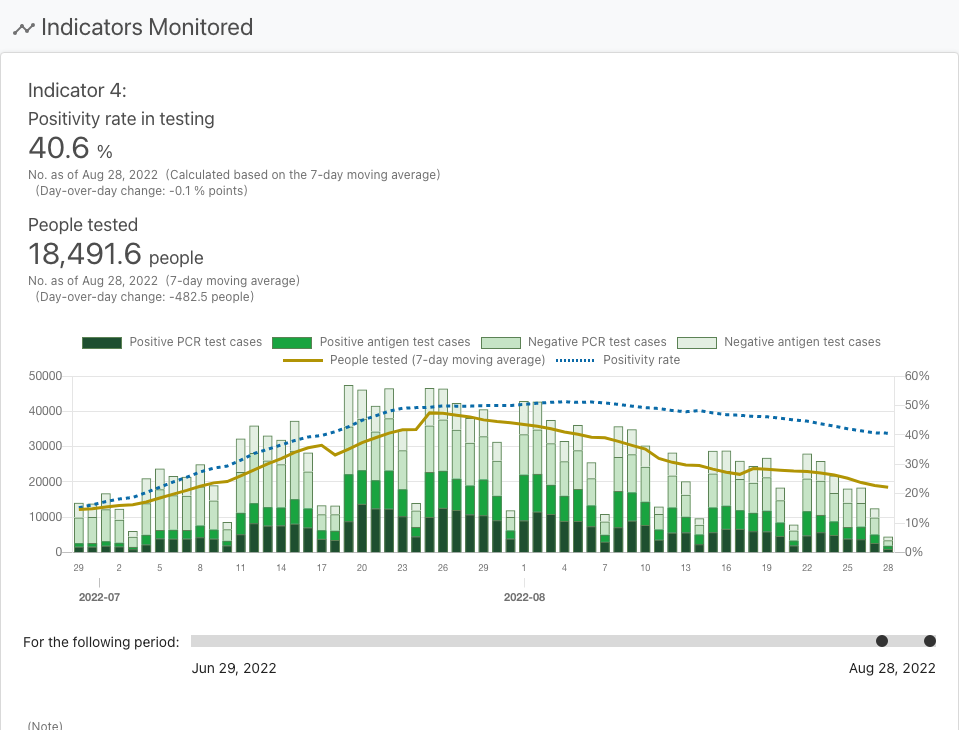 Indicators Monitored
Indicator 4:
Positivity rate in testing
40.6 %
No. as of Aug 28, 2022 (Calculated based on the 7-day moving average)
(Day-over-day change: -0.1 % points)
People tested
18,491.6 people
No. as of Aug 28, 2022 (7-day moving average)
(Day-over-day change: -482.5 people)
Positive PCR test cases Positive antigen test cases Negative PCR test cases Negative antigen test cases
People tested (7-day moving average) Positivity rate
50000 60%
40000 50%
30000 40%
20000 30%
10000 20%
0 10%
0%
29 2 5 8 11 14 17 20 23 26 29 1 4 7 10 13 16 19 22 25 28
2022-07 2022-08
For the following period:
Jun 29, 2022 Aug 28, 2022
(Note)